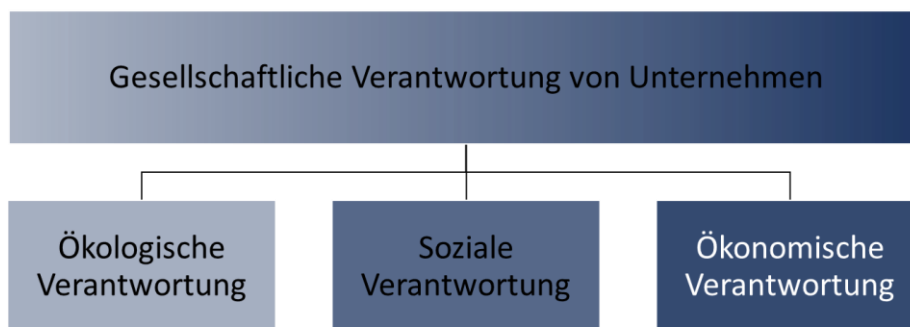 Gesellschaftliche Verantwortung von Unternehmen
Ökologische
Verantwortung
Soziale
Verantwortung
Ökonomische
Verantwortung